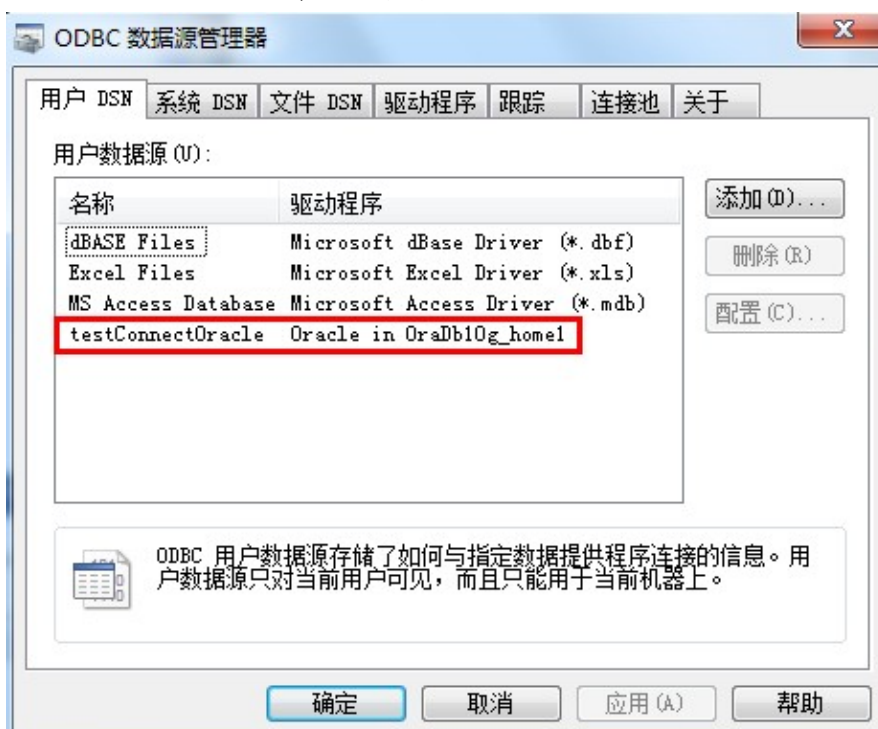 ODBC 数据源管理器
用户 DSN 系统 DSN 文件 DSN 驱动程序 跟踪 连接池 关于
用户数据源(U):
名称 驱动程序
dBASE Files Microsoft dBase Driver (*.dbf)
Excel Files Microsoft Excel Driver (*.xls)
MS Access Database Microsoft Access Driver (*.mdb)
testConnectOracle Oracle in OraDb10g_home1
添加(D)...
删除(R)
配置(C)...
ODBC 用户数据源存储了如何与指定数据提供程序连接的信息。用
户数据源只对当前用户可见，而且只能用于当前机器上。
确定 取消 应用(A) 帮助